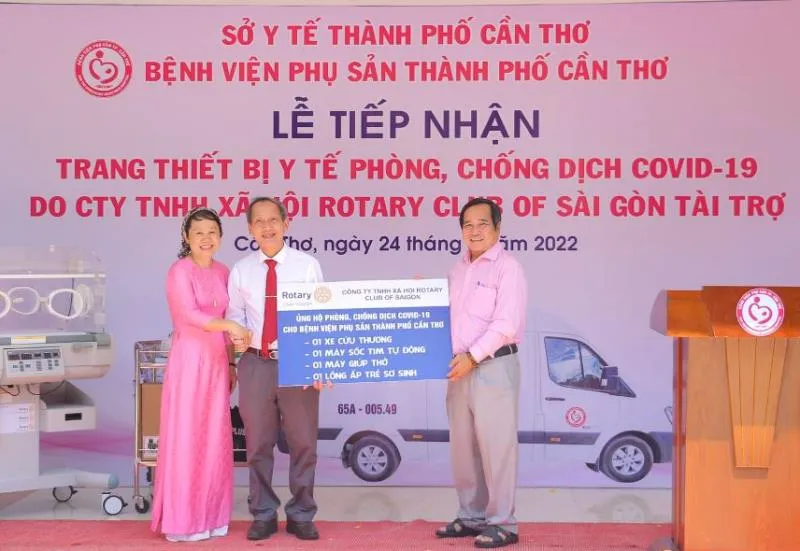 SỞ Y TẾ THÀNH PHỐ CẦN THƠ
BỆNH VIỆN PHỤ SẢN THÀNH PHỐ CẦN THƠ
LỄ TIẾP NHẬN
TRANG THIẾT BỊ Y TẾ PHÒNG, CHỐNG DỊCH COVID-19
DO CTY TNHH XÃ HỘI ROTARY CLUB OF SÀI GÒN TÀI TRỢ
Thơ, ngày 24 tháng năm 2022
Rotary
CÔNG TY TNHH XÃ HỘI ROTARY
CLUB OF SAIGON
ỦNG HỘ PHÒNG, CHỐNG DỊCH COVID-19
CHO BỆNH VIỆN PHỤ SẢN THÀNH PHỐ CẦN THƠ
- 01 XE CỨU THƯƠNG
- 01 MÁY SỐC TIM TỰ ĐỘNG
- 01 MÁY GIÚP THỞ
- 01 LỒNG ẤP TRẺ SƠ SINH
65A - 005.49